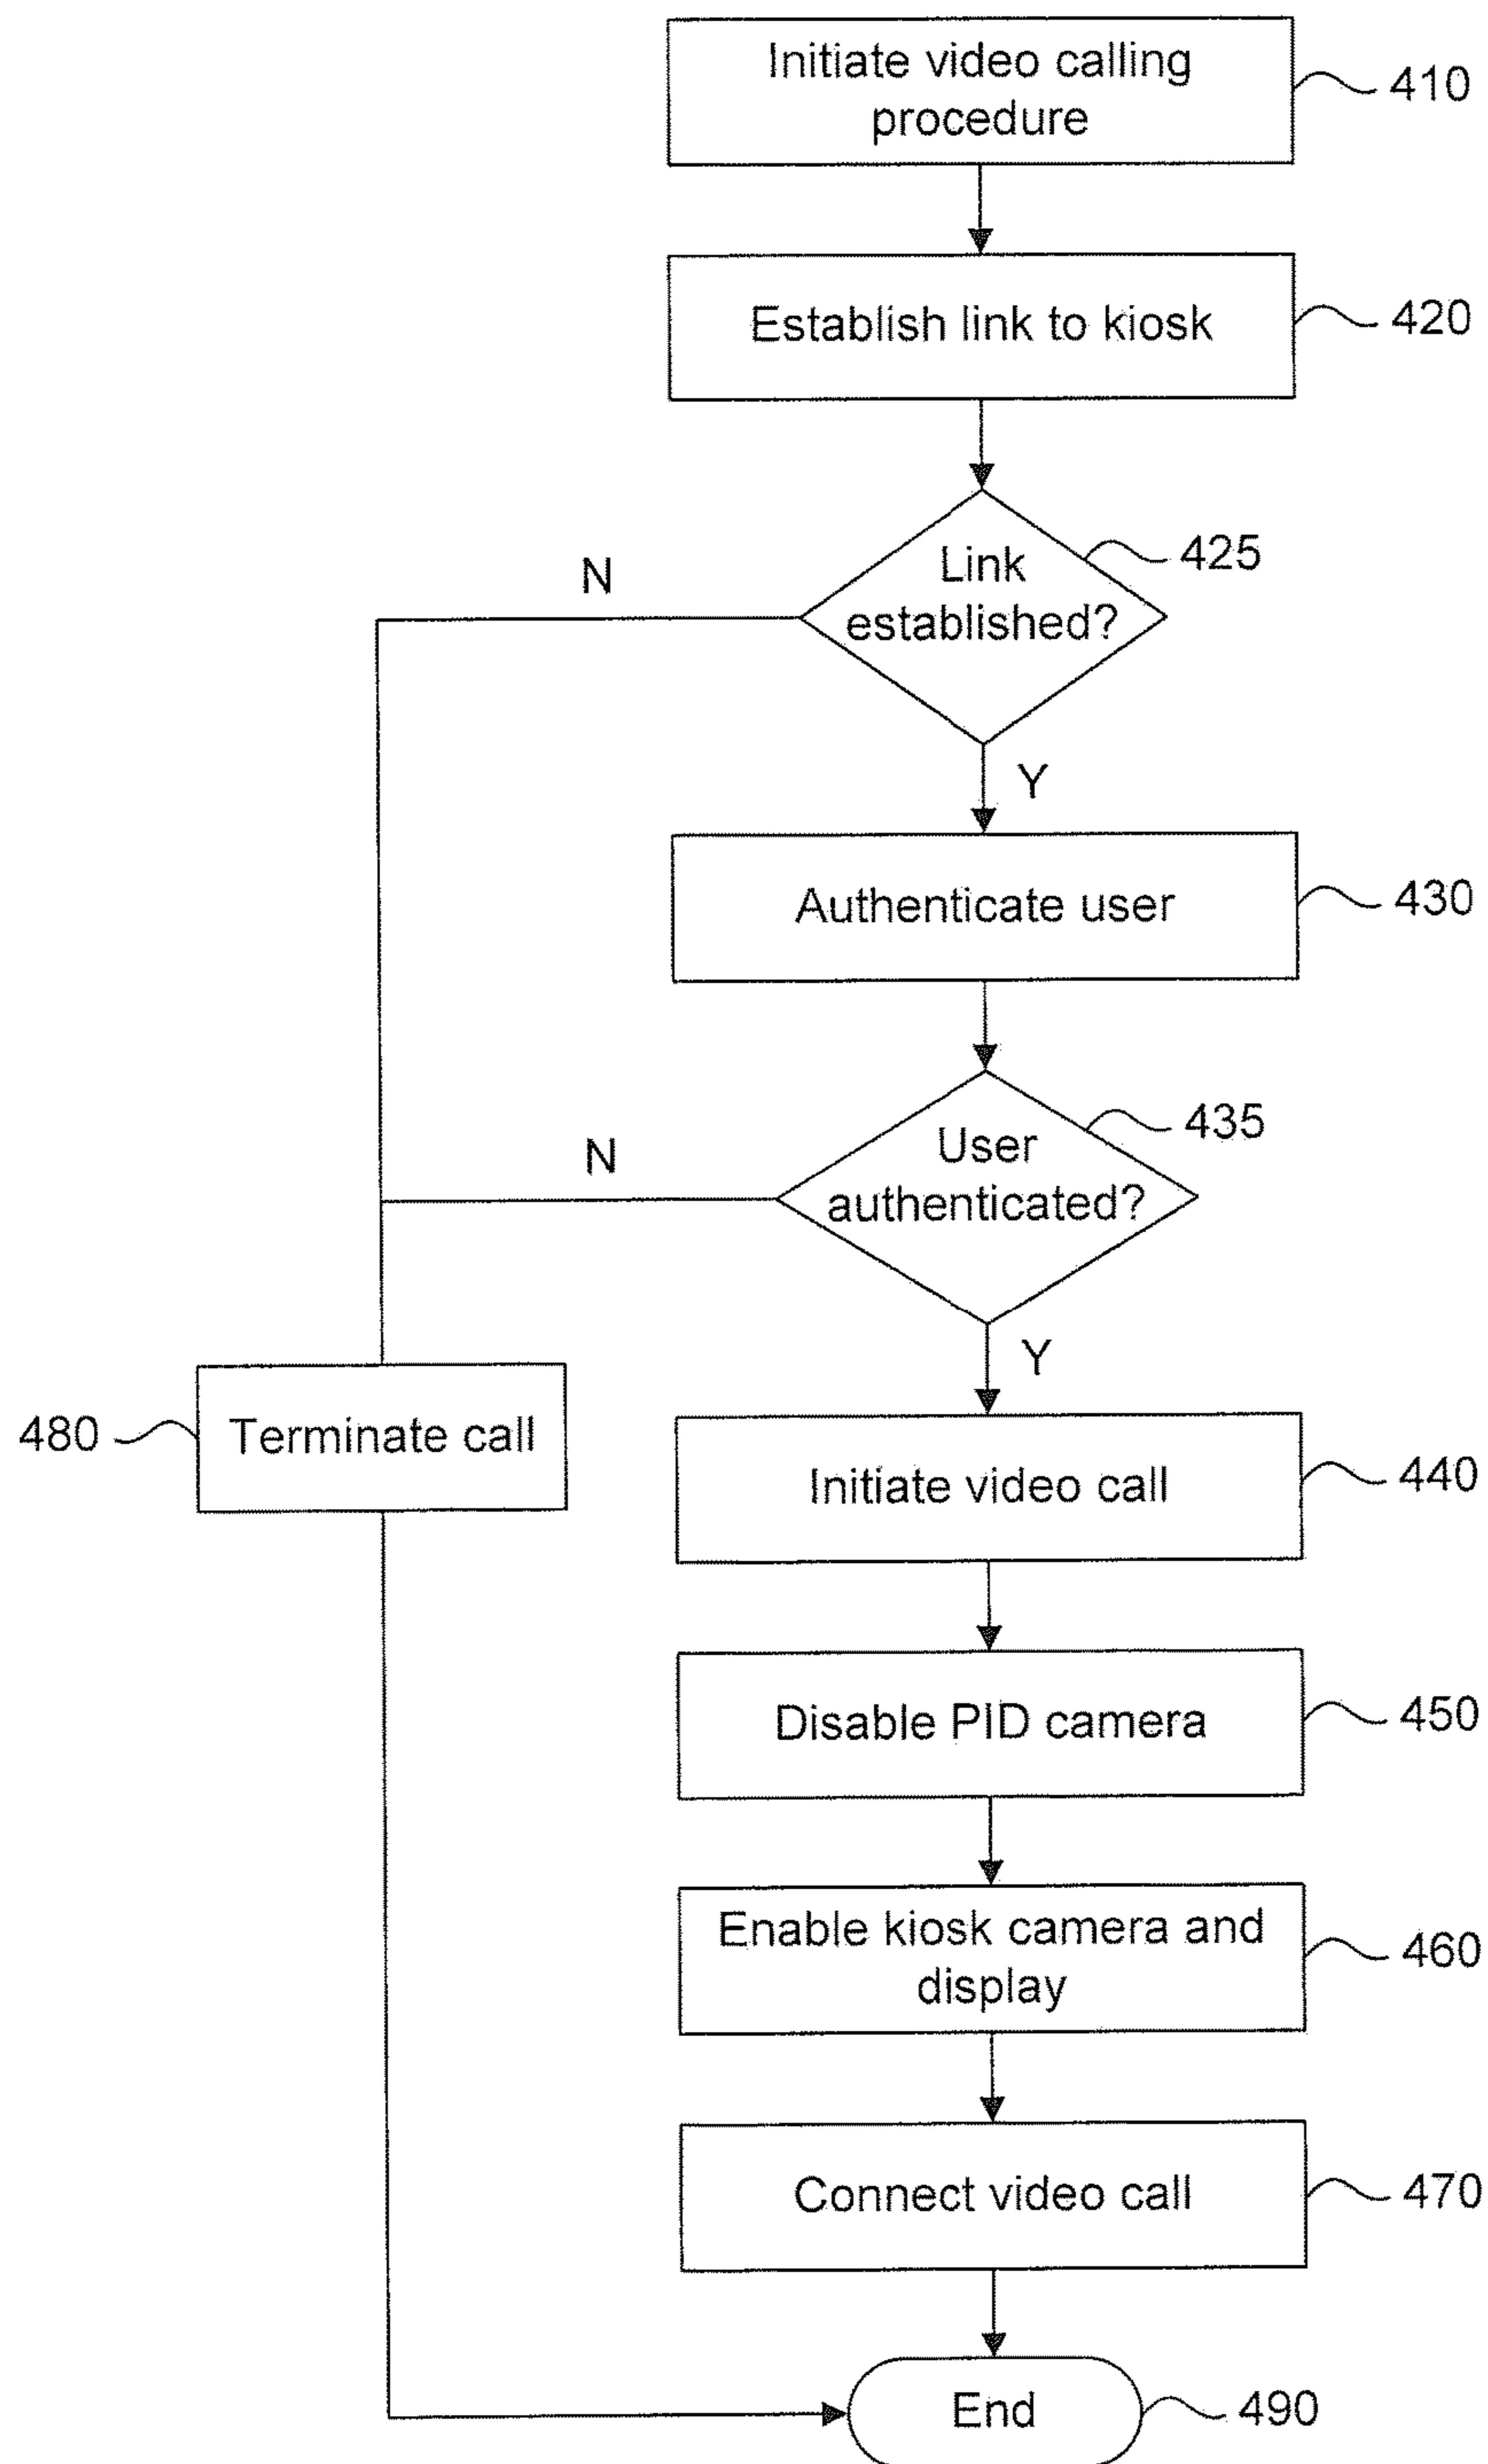 Initiate video calling
procedure
410
Establish link to kiosk
420
Link
established?
425
N
Y
Authenticate user
430
User
authenticated?
435
N
Y
Terminate call
480
Initiate video call
440
Disable PID camera
450
Enable kiosk camera and
display
460
Connect video call
470
End
490